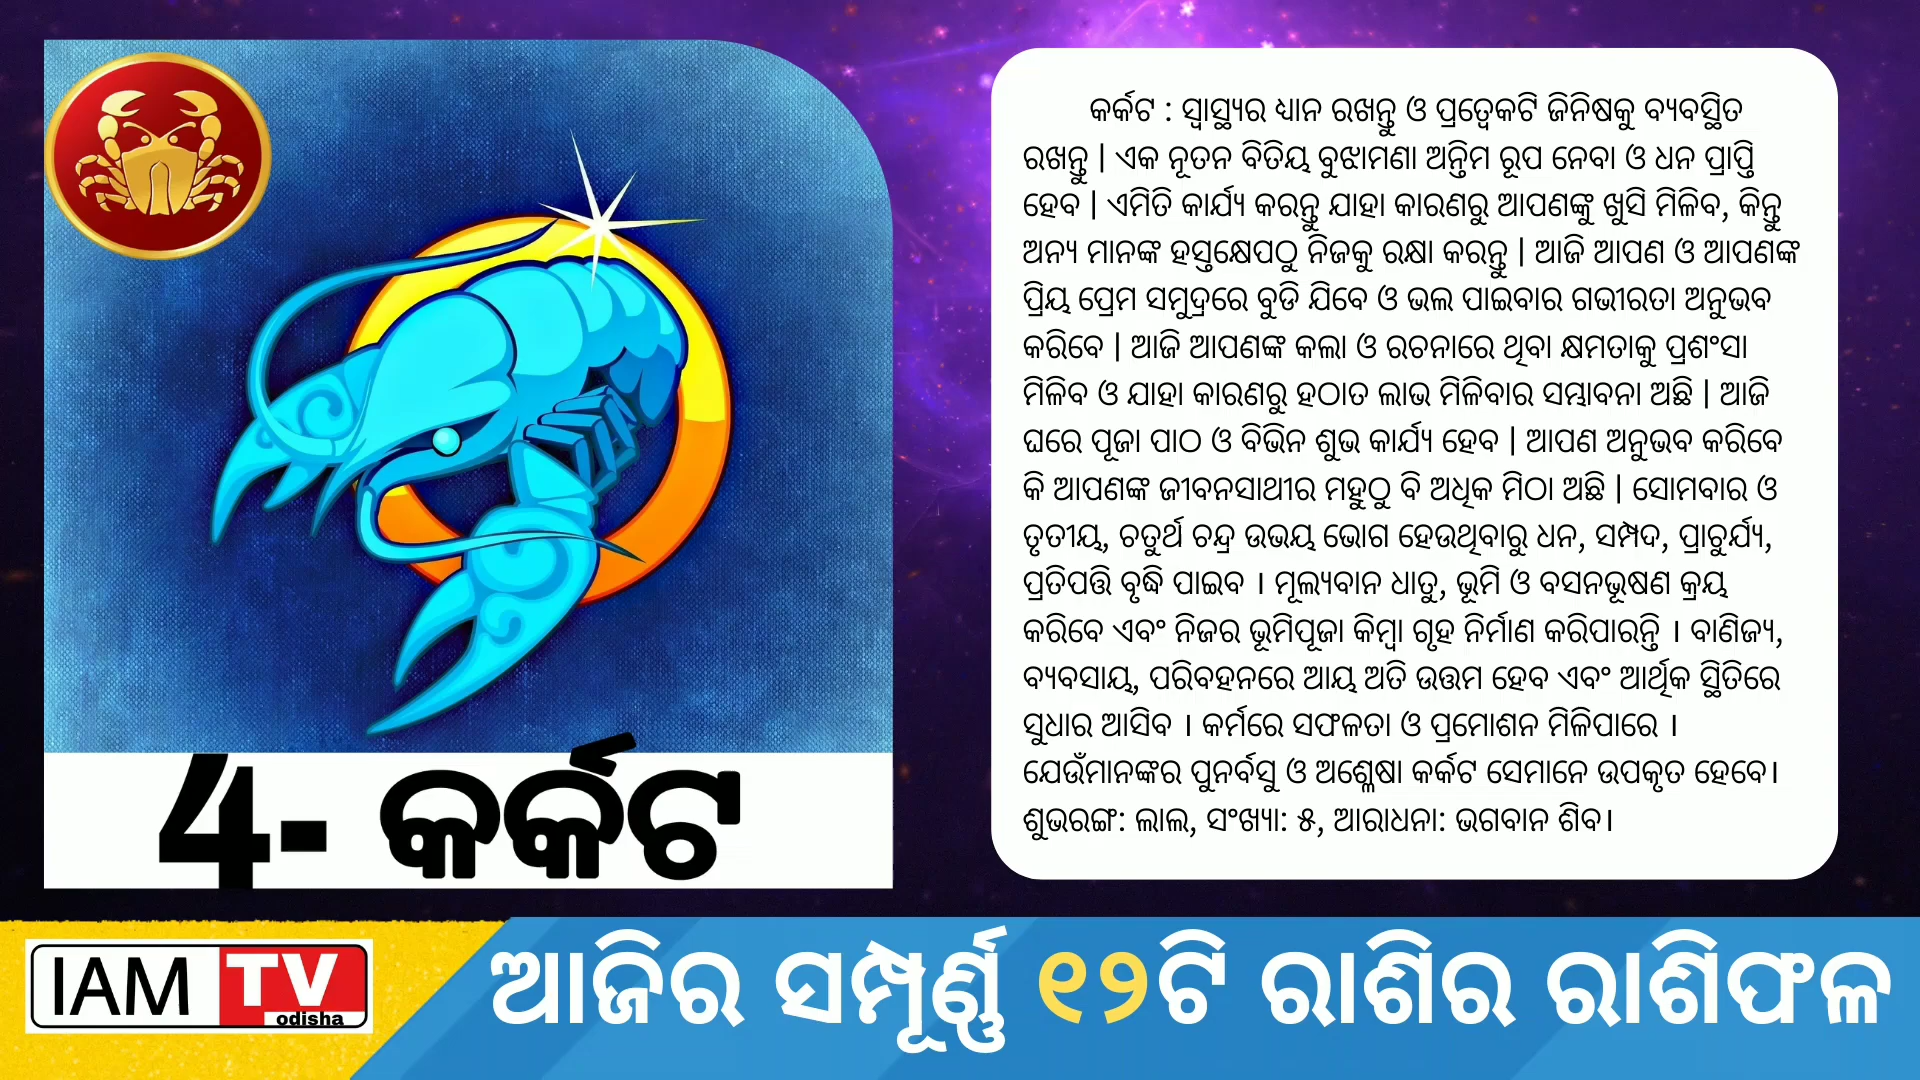 4- କର୍କଟ
କର୍କଟ : ସ୍ୱାସ୍ଥ୍ୟର ଧ୍ୟାନ ରଖନ୍ତୁ ଓ ପ୍ରତ୍ୱେକଟି ଜିନିଷକୁ ବ୍ୟବସ୍ଥିତ
ରଖନ୍ତୁ | ଏକ ନୂତନ ବିତିୟ ବୁଝାମଣା ଅନ୍ତିମ ରୂପ ନେବା ଓ ଧନ ପ୍ରାପ୍ତି
ହେବ | ଏମିତି କାର୍ଯ୍ୟ କରନ୍ତୁ ଯାହା କାରଣରୁ ଆପଣଙ୍କୁ ଖୁସି ମିଳିବ, କିନ୍ତୁ
ଅନ୍ୟ ମାନଙ୍କ ହସ୍ତକ୍ଷେପଠୁ ନିଜକୁ ରକ୍ଷା କରନ୍ତୁ | ଆଜି ଆପଣ ଓ ଆପଣଙ୍କ
ପ୍ରିୟ ପ୍ରେମ ସମୁଦ୍ରରେ ବୁଡି ଯିବେ ଓ ଭଲ ପାଇବାର ଗଭୀରତା ଅନୁଭବ
କରିବେ | ଆଜି ଆପଣଙ୍କ କଲା ଓ ରଚନାରେ ଥିବା କ୍ଷମତାକୁ ପ୍ରଶଂସା
ମିଳିବ ଓ ଯାହା କାରଣରୁ ହଠାତ ଲାଭ ମିଳିବାର ସମ୍ଭାବନା ଅଛି | ଆଜି
ଘରେ ପୂଜା ପାଠ ଓ ବିଭିନ ଶୁଭ କାର୍ଯ୍ୟ ହେବ | ଆପଣ ଅନୁଭବ କରିବେ
କି ଆପଣଙ୍କ ଜୀବନସାଥୀର ମହୁଠୁ ବି ଅଧିକ ମିଠା ଅଛି | ସୋମବାର ଓ
ତୃତୀୟ, ଚତୁର୍ଥ ଚନ୍ଦ୍ର ଉଭୟ ଭୋଗ ହେଉଥିବାରୁ ଧନ, ସମ୍ପଦ, ପ୍ରାଚୁର୍ଯ୍ୟ,
ପ୍ରତିପତ୍ତି ବୃଦ୍ଧି ପାଇବ । ମୂଲ୍ୟବାନ ଧାତୁ, ଭୂମି ଓ ବସନଭୂଷଣ କ୍ରୟ
କରିବେ ଏବଂ ନିଜର ଭୂମିପୂଜା କିମ୍ବା ଗୃହ ନିର୍ମାଣ କରିପାରନ୍ତି । ବାଣିଜ୍ୟ,
ବ୍ୟବସାୟ, ପରିବହନରେ ଆୟ ଅତି ଉତ୍ତମ ହେବ ଏବଂ ଆର୍ଥିକ ସ୍ଥିତିରେ
ସୁଧାର ଆସିବ । କର୍ମରେ ସଫଳତା ଓ ପ୍ରମୋଶନ ମିଳିପାରେ ।
ଯେଉଁମାନଙ୍କର ପୁନର୍ବସୁ ଓ ଅଶ୍ଳେଷା କର୍କଟ ସେମାନେ ଉପକୃତ ହେବେ।
ଶୁଭରଙ୍ଗ: ଲାଲ, ସଂଖ୍ୟା: ୫, ଆରାଧନା: ଭଗବାନ ଶିବ।
IAM TV
odisha
ଆଜିର ସମ୍ପୂର୍ଣ୍ଣ ୧୨ଟି ରାଶିର ରାଶିଫଳ